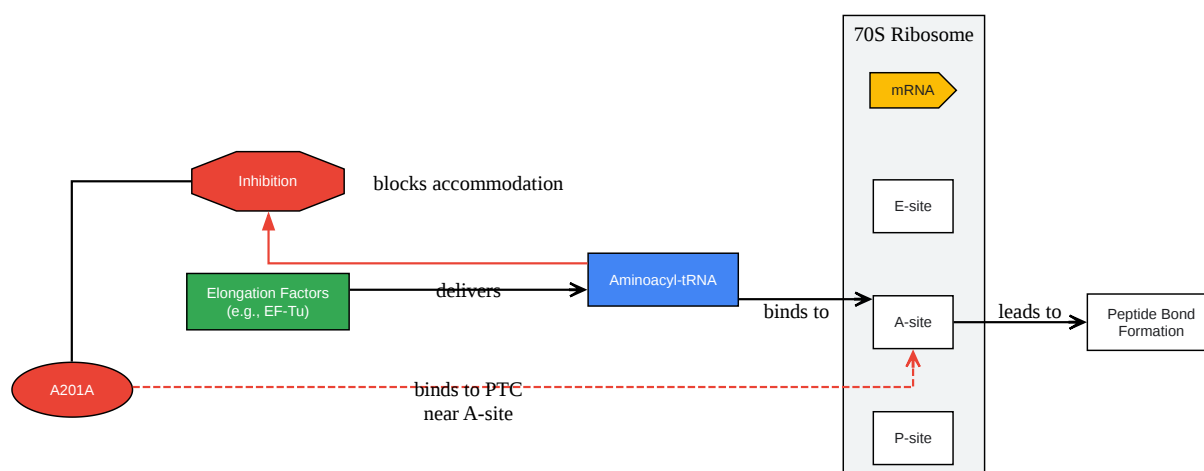 70S Ribosome
mRNA
Inhibition
blocks accommodation
E-site
Aminoacyl-tRNA
Elongation Factors
(e.g., EF-Tu)
delivers
binds to
A-site
leads to
Peptide Bond
Formation
A201A
binds to PTC
near A-site
P-site